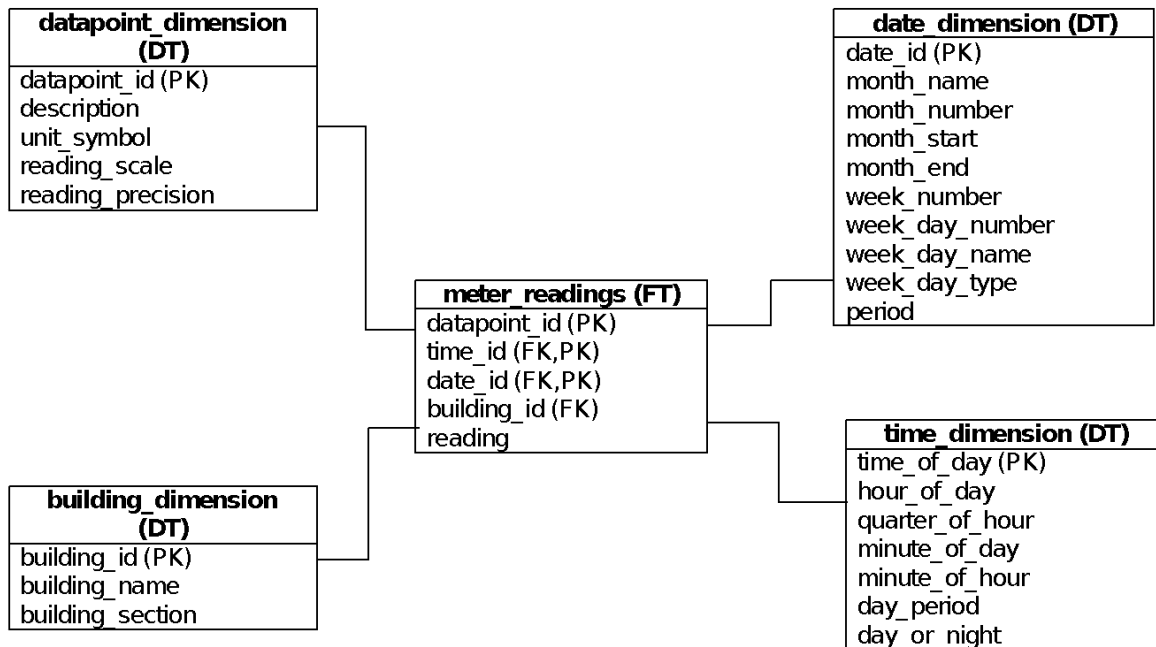 datapoint_dimension
(DT)
datapoint_id (PK)
description
unit_symbol
reading_scale
reading_precision
date_dimension (DT)
date_id (PK)
month_name
month_number
month_start
month_end
week_number
week_day_number
week_day_name
week_day_type
period
meter_readings (FT)
datapoint_id (PK)
time_id (FK,PK)
date_id (FK,PK)
building_id (FK)
reading
building_dimension
(DT)
building_id (PK)
building_name
building_section
time_dimension (DT)
time_of_day (PK)
hour_of_day
quarter_of_hour
minute_of_day
minute_of_hour
day_period
day_or_night